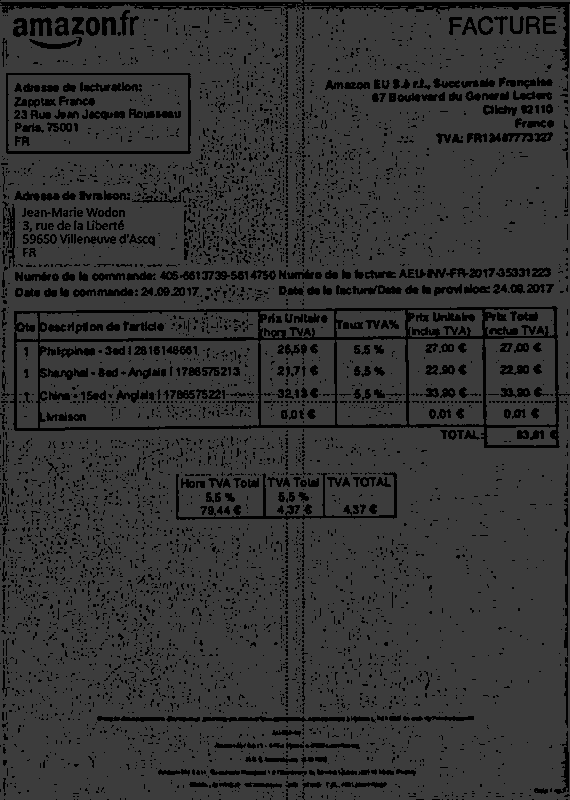 amazon.fr
FACTURE
Adresse de facturation:
Zapptax France
23 Rue Jean Jacques Rousseau
Paris, 75001
FR
Amazon EU S.à r.l., Succursale Française
67 Boulevard du General Leclerc
Clichy 92110
France
TVA: FR13487773327
Adresse de livraison:
Jean-Marie Wodon
3, rue de la Liberté
59650 Villeneuve d'Ascq
FR
Numéro de la commande: 405-6613739-5814750 Numéro de la facture: AEU-INV-FR-2017-35331223
Date de la commande: 24.09.2017 Date de la facture/Date de la provision: 24.09.2017
Qte Description de l'article Prix Unitaire (hors TVA) Taux TVA% Prix Unitaire (inclus TVA) Prix Total (inclus TVA)
1 Philippines - 3ed | 2816148661 25,59 € 5,5 % 27,00 € 27,00 €
1 Shanghai - 8ed - Anglais | 1786575213 21,71 € 5,5 % 22,90 € 22,90 €
1 China - 15ed - Anglais | 1786575221 32,13 € 5,5 % 33,90 € 33,90 €
Livraison 0,01 € 0,01 € 0,01 €
TOTAL: 83,81 €
Hors TVA Total TVA Total TVA TOTAL
5,5 % 5,5 %
79,44 € 4,37 € 4,37 €